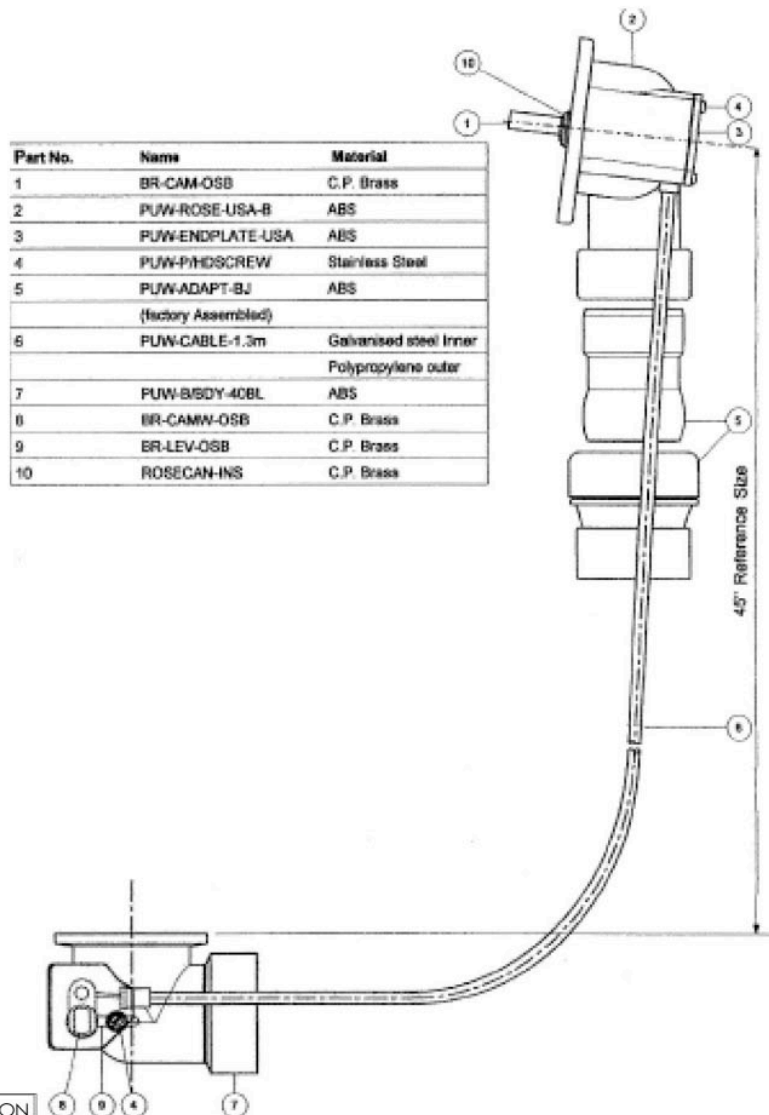 2
10
4
1
3
Part No. Name Material
1 BR-CAM-OSB C.P. Brass
2 PUW-ROSE-USA-B ABS
3 PUW-ENDPLATE-USA ABS
4 PUW-P/HDSCREW Stainless Steel
5 PUW-ADAPT-BJ ABS
(factory Assembled)
6 PUW-CABLE-1.3m Galvanised steel Inner
Polypropylene outer
7 PUW-B/BDY-40BL ABS
8 BR-CAMW-OSB C.P. Brass
9 BR-LEV-OSB C.P. Brass
10 ROSECAN-INS C.P. Brass
5
45" Reference Size
6
ON
8 9 4 7